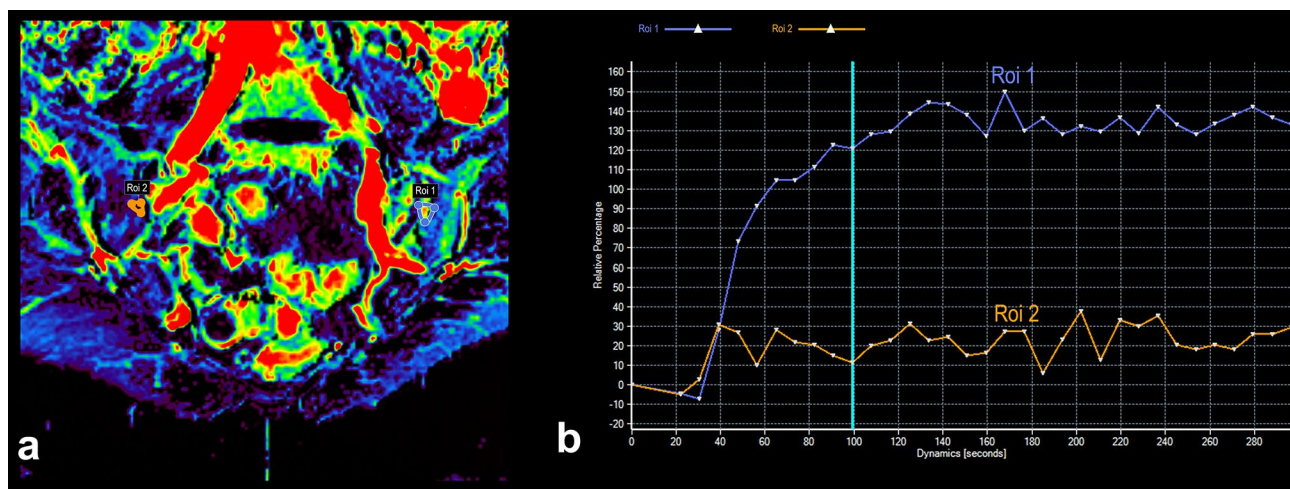 Roi 2
Roi 1
a
Roi 1
Roi 2
160
150
140
130
120
110
100
90
80
70
60
50
40
30
20
10
0
-10
-20
Relative Percentage
Roi 1
Roi 2
0 20 40 60 80 100 120 140 160 180 200 220 240 260 280
Dynamics [seconds]
b